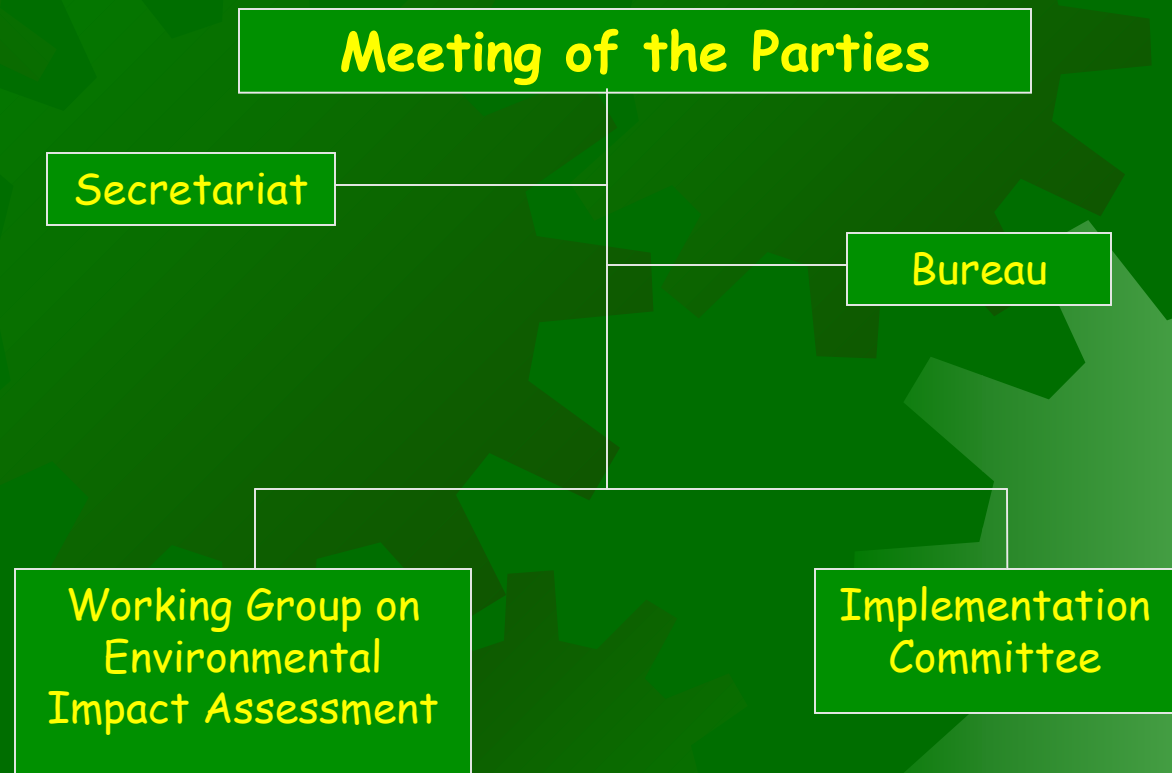 Meeting of the Parties
Secretariat
Bureau
Working Group on
Environmental
Impact Assessment
Implementation
Committee